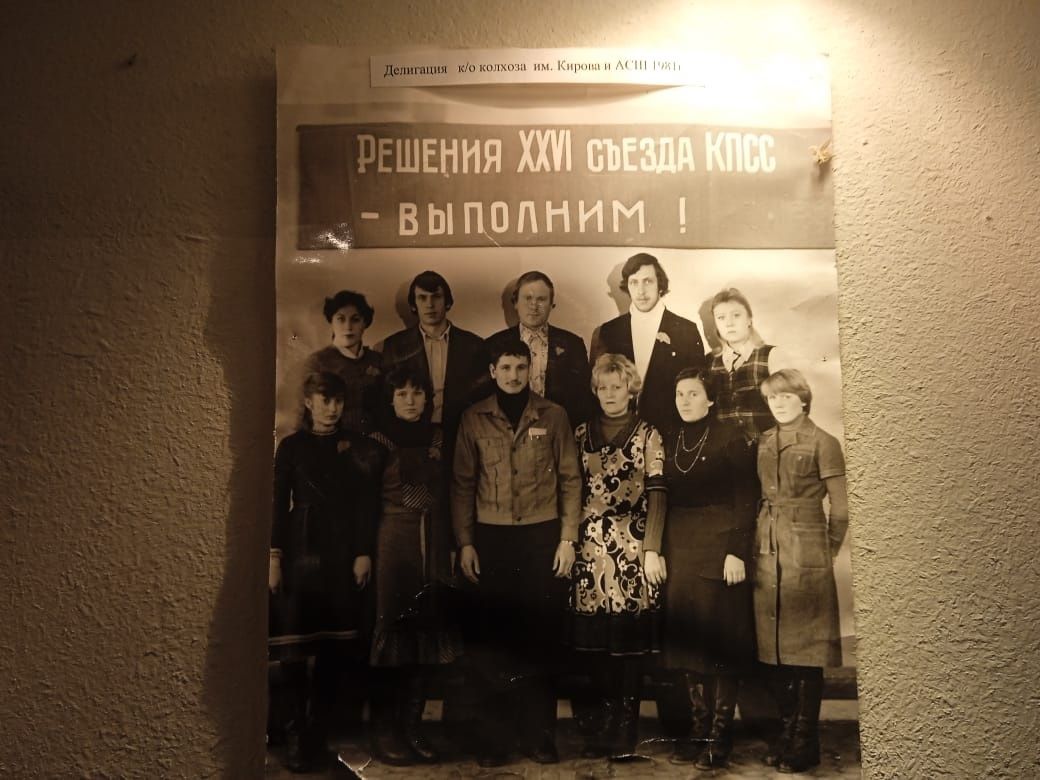 Делигация к/о колхоза им. Кирова и АСШ 1981г
РЕШЕНИЯ XXVI СЪЕЗДА КПСС
- ВЫПОЛНИМ !